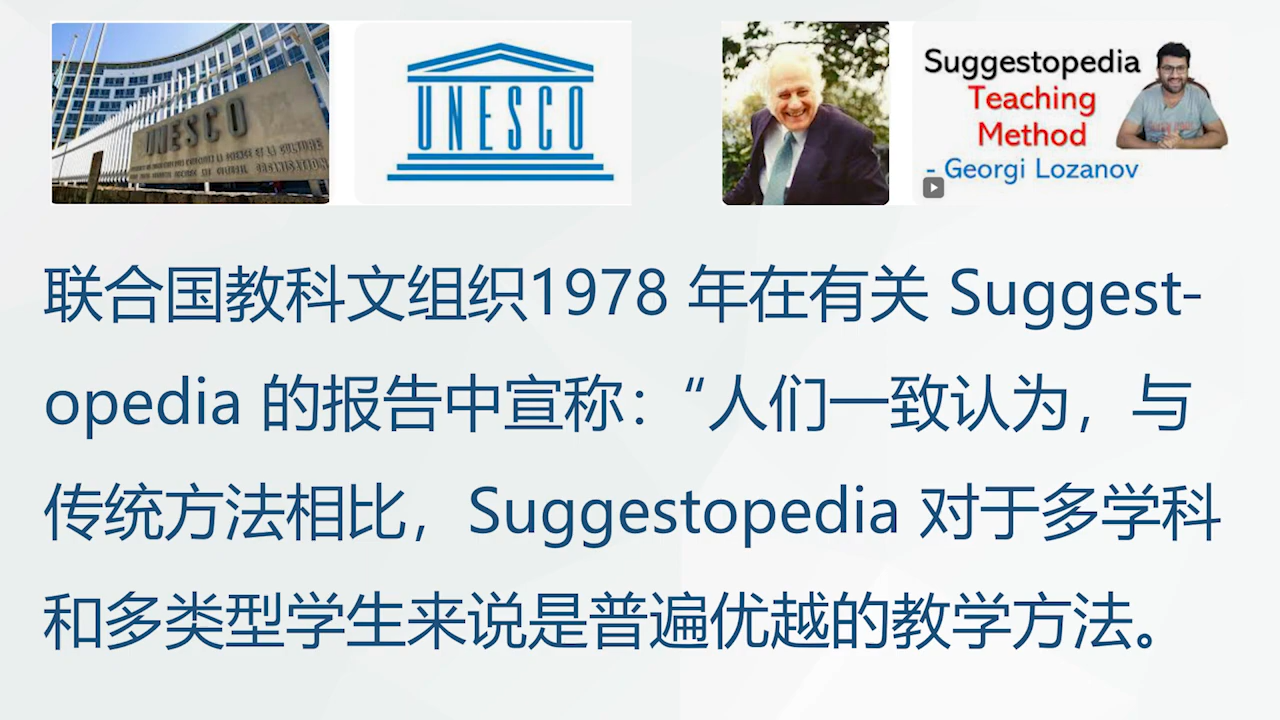 UNESCO
UNESCO
Suggestopedia
Teaching
Method
- Georgi Lozanov
联合国教科文组织1978 年在有关 Suggest-
opedia 的报告中宣称：“人们一致认为，与
传统方法相比，Suggestopedia 对于多学科
和多类型学生来说是普遍优越的教学方法。